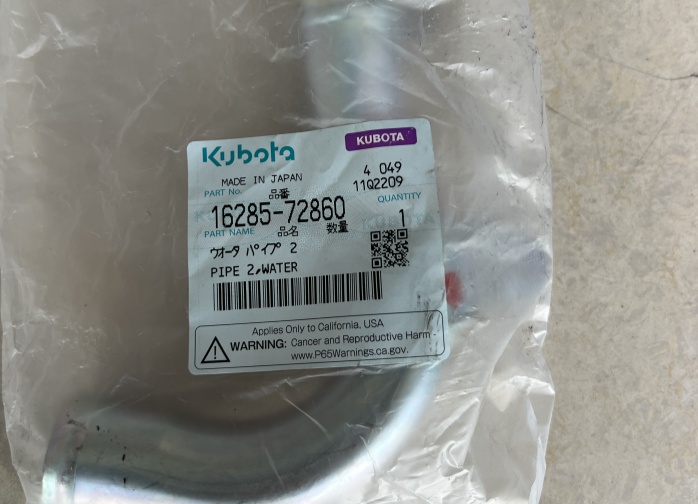 Kubota
KUBOTA
MADE IN JAPAN
4 049
11Q2209
PART No.
品番
QUANTITY
16285-72860
1
PART NAME
品名
数量
ウオータ パイプ 2
PIPE 2,WATER
Applies Only to California, USA
WARNING: Cancer and Reproductive Harm -
www.P65Warnings.ca.gov.